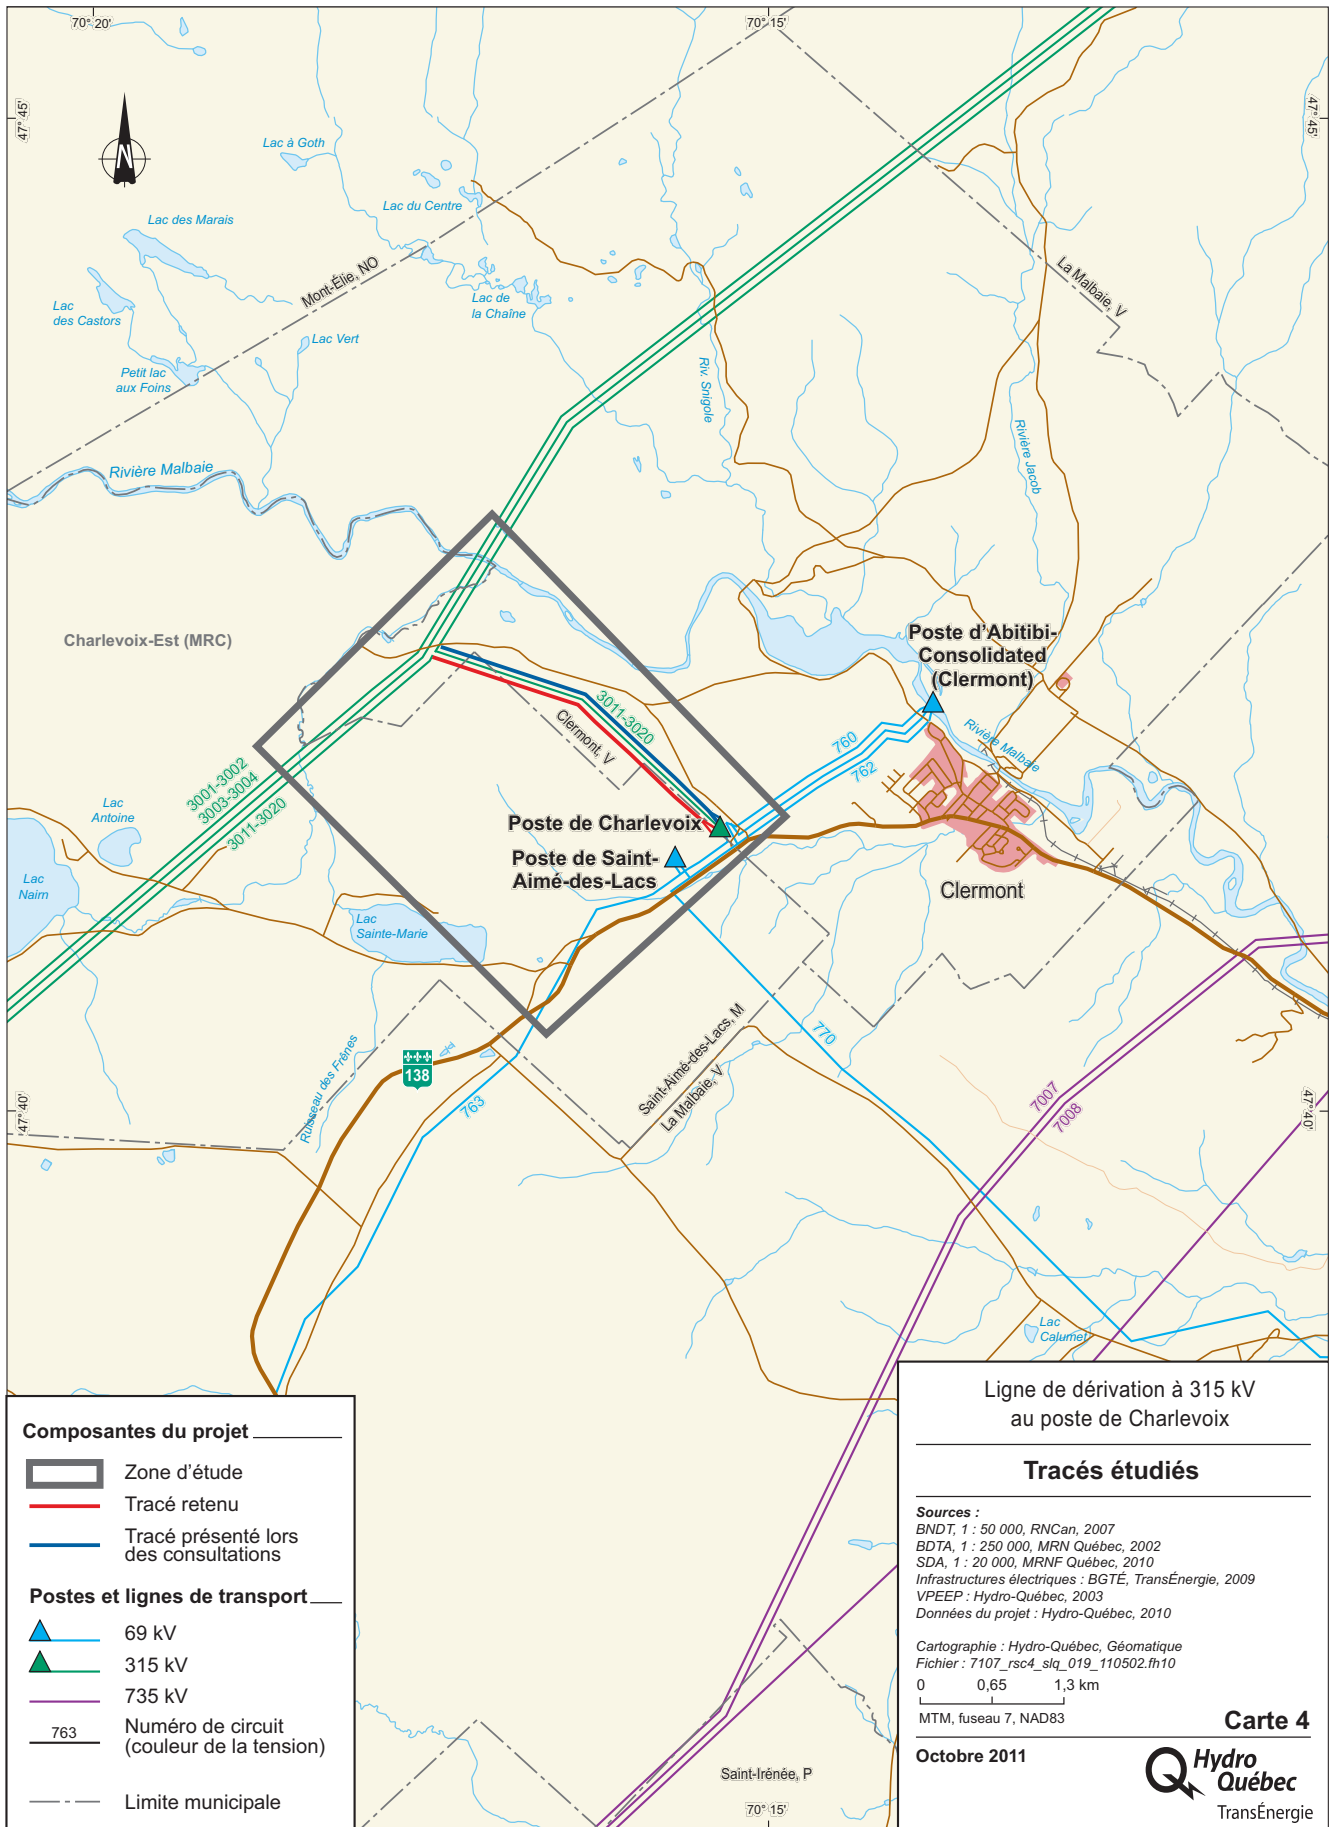 70° 20'
70° 15'
47° 45'
47° 45'
N
Lac à Goth
Lac du Centre
Lac des Marais
Mont-Élie, NO
La Malbaie, V
Lac
des Castors
Lac de
la Chaîne
Lac Vert
Petit lac
aux Foins
Riv. Snigole
Rivière Jacob
Rivière Malbaie
Charlevoix-Est (MRC)
Poste d'Abitibi-
Consolidated
(Clermont)
3011-3020
Clermont, V
Rivière Malbaie
760
762
3001-3002
3003-3004
3011-3020
Lac
Antoine
Poste de Charlevoix
Poste de Saint-
Aimé-des-Lacs
Lac
Nairn
Clermont
Lac
Sainte-Marie
770
Saint-Aimé-des-Lacs, M
La Malbaie, V
Ruisseau des Frênes
138
763
7007
7008
47° 40'
47° 40'
Lac
Calumet
Saint-Irénée, P
70° 15'
Composantes du projet
Zone d'étude
Tracé retenu
Tracé présenté lors
des consultations
Postes et lignes de transport
69 kV
315 kV
735 kV
763
Numéro de circuit
(couleur de la tension)
Limite municipale
Ligne de dérivation à 315 kV
au poste de Charlevoix
Tracés étudiés
Sources :
BNDT, 1 : 50 000, RNCan, 2007
BDTA, 1 : 250 000, MRN Québec, 2002
SDA, 1 : 20 000, MRNF Québec, 2010
Infrastructures électriques : BGTÉ, TransÉnergie, 2009
VPEEP : Hydro-Québec, 2003
Données du projet : Hydro-Québec, 2010
Cartographie : Hydro-Québec, Géomatique
Fichier : 7107_rsc4_slq_019_110502.fh10
0 0,65 1,3 km
MTM, fuseau 7, NAD83
Carte 4
Octobre 2011
Hydro
Québec
TransÉnergie